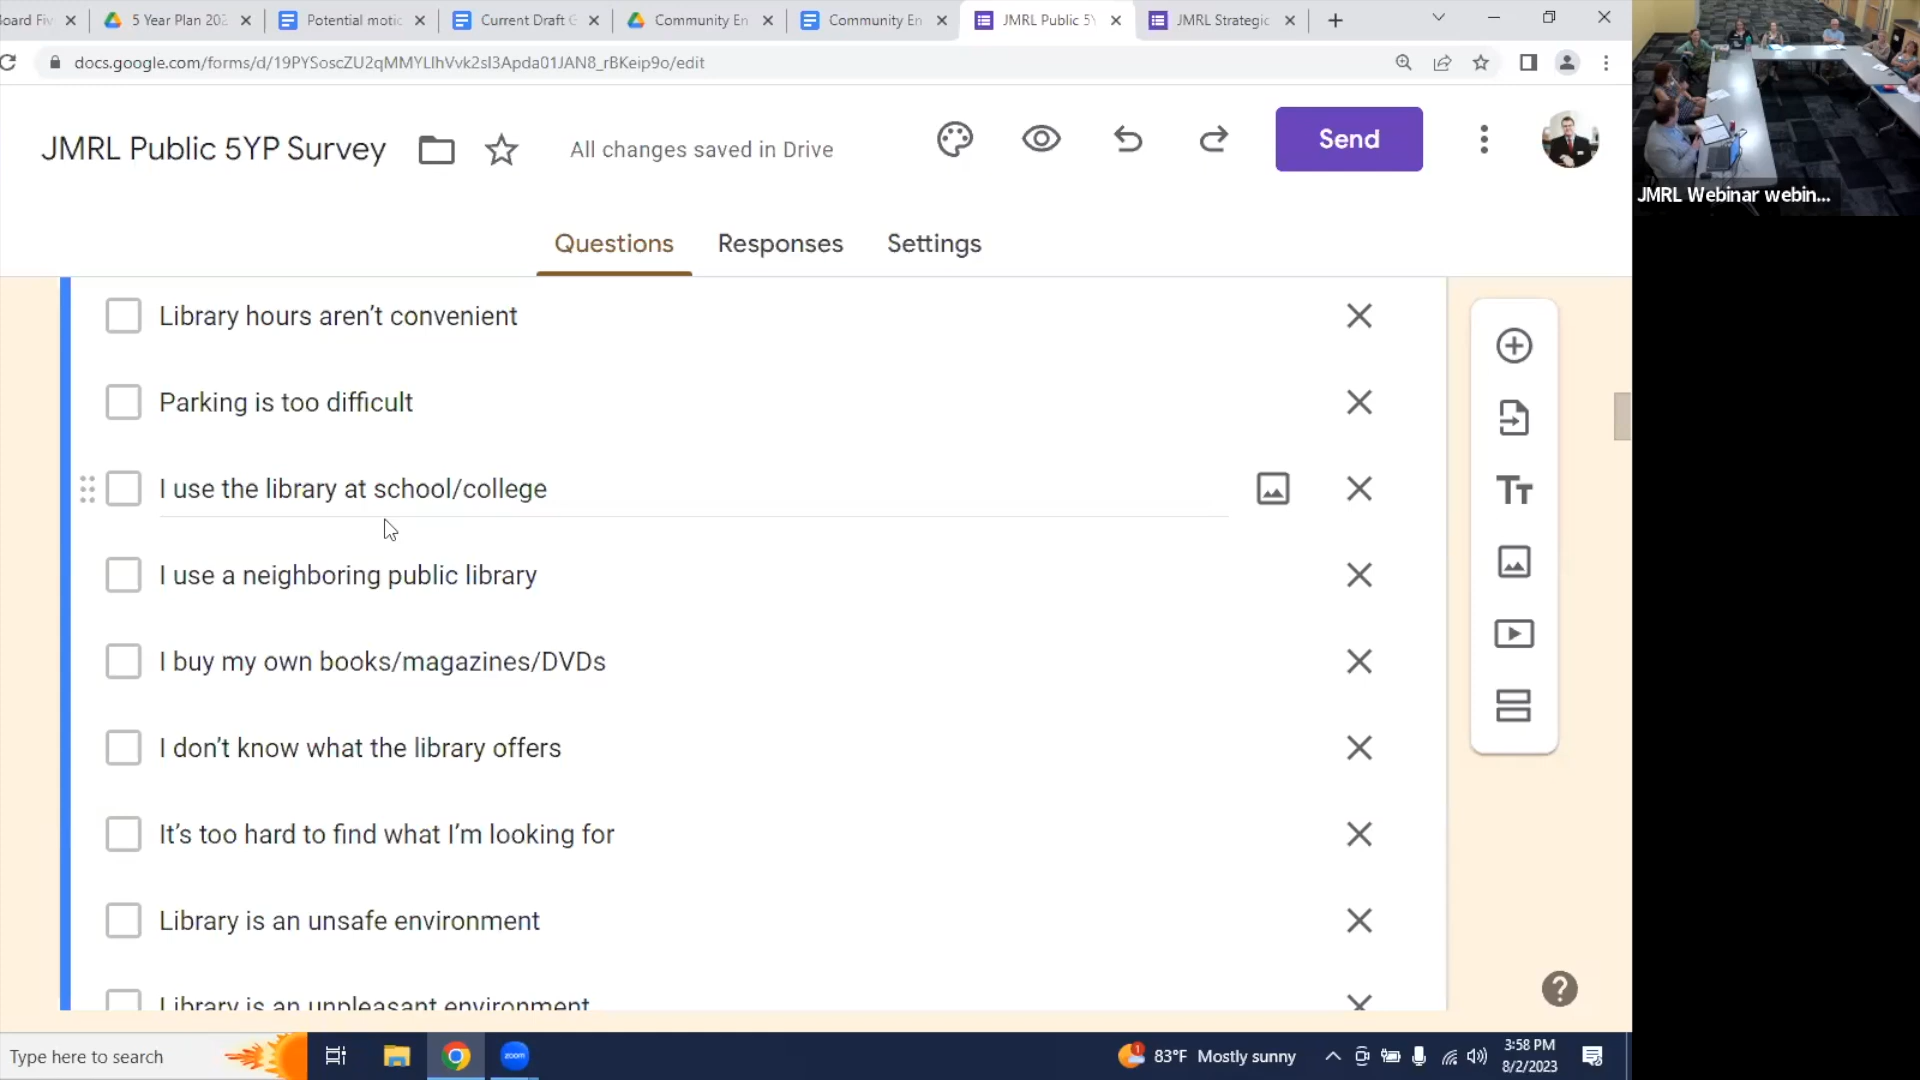 oard Fiv
5 Year Plan 202
Potential motic
Current Draft G
Community En
Community En
JMRL Public 5Y
JMRL Strategic
docs.google.com/forms/d/19PYSoscZU2qMMYLIhVvk2sI3Apda01JAN8_rBKeip9o/edit
JMRL Public 5YP Survey
All changes saved in Drive
Send
Questions
Responses
Settings
Library hours aren’t convenient
Parking is too difficult
I use the library at school/college
I use a neighboring public library
I buy my own books/magazines/DVDs
I don’t know what the library offers
It’s too hard to find what I’m looking for
Library is an unsafe environment
Library is an unpleasant environment
JMRL Webinar webin...
Type here to search
zoom
1
83°F Mostly sunny
3:58 PM
8/2/2023